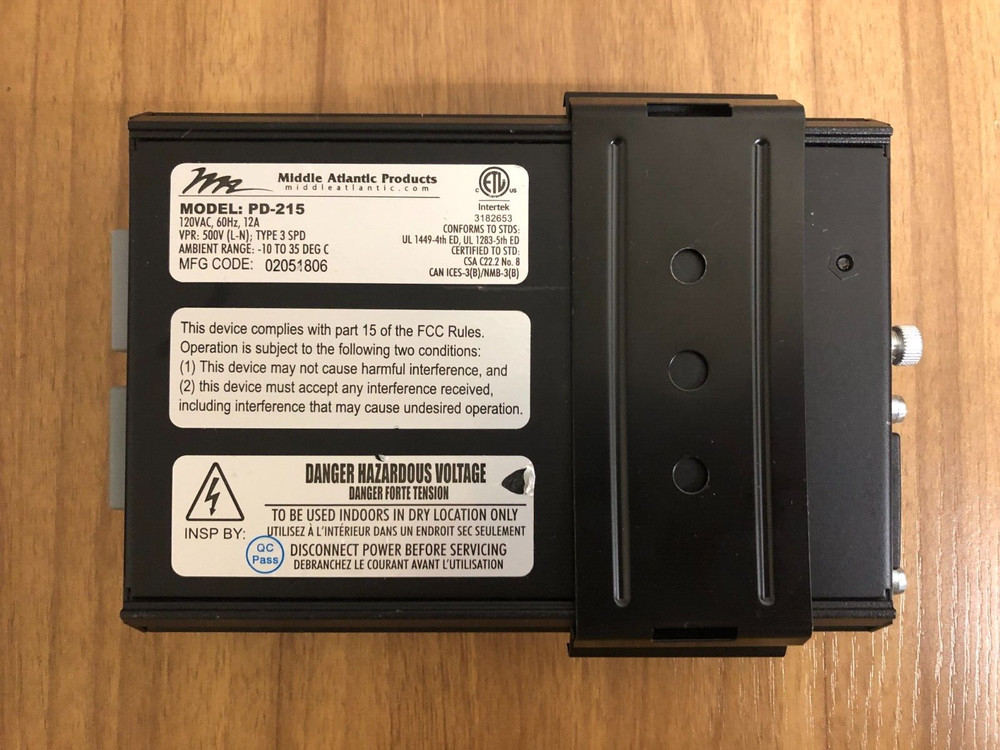 Middle Atlantic Products
middleatlantic.com
MODEL: PD-215
120VAC, 60Hz, 12A
VPR: 500V (L-N); TYPE 3 SPD
AMBIENT RANGE: -10 TO 35 DEG C
MFG CODE: 02051806
C ETL US
Intertek
3182653
CONFORMS TO STDS:
UL 1449-4th ED, UL 1283-5th ED
CERTIFIED TO STD:
CSA C22.2 No. 8
CAN ICES-3(B)/NMB-3(B)
This device complies with part 15 of the FCC Rules.
Operation is subject to the following two conditions:
(1) This device may not cause harmful interference, and
(2) this device must accept any interference received,
including interference that may cause undesired operation.
DANGER HAZARDOUS VOLTAGE
DANGER FORTE TENSION
TO BE USED INDOORS IN DRY LOCATION ONLY
UTILISEZ À L'INTÉRIEUR DANS UN ENDROIT SEC SEULEMENT
DISCONNECT POWER BEFORE SERVICING
DEBRANCHEZ LE COURANT AVANT L'UTILISATION
INSP BY:
QC
Pass